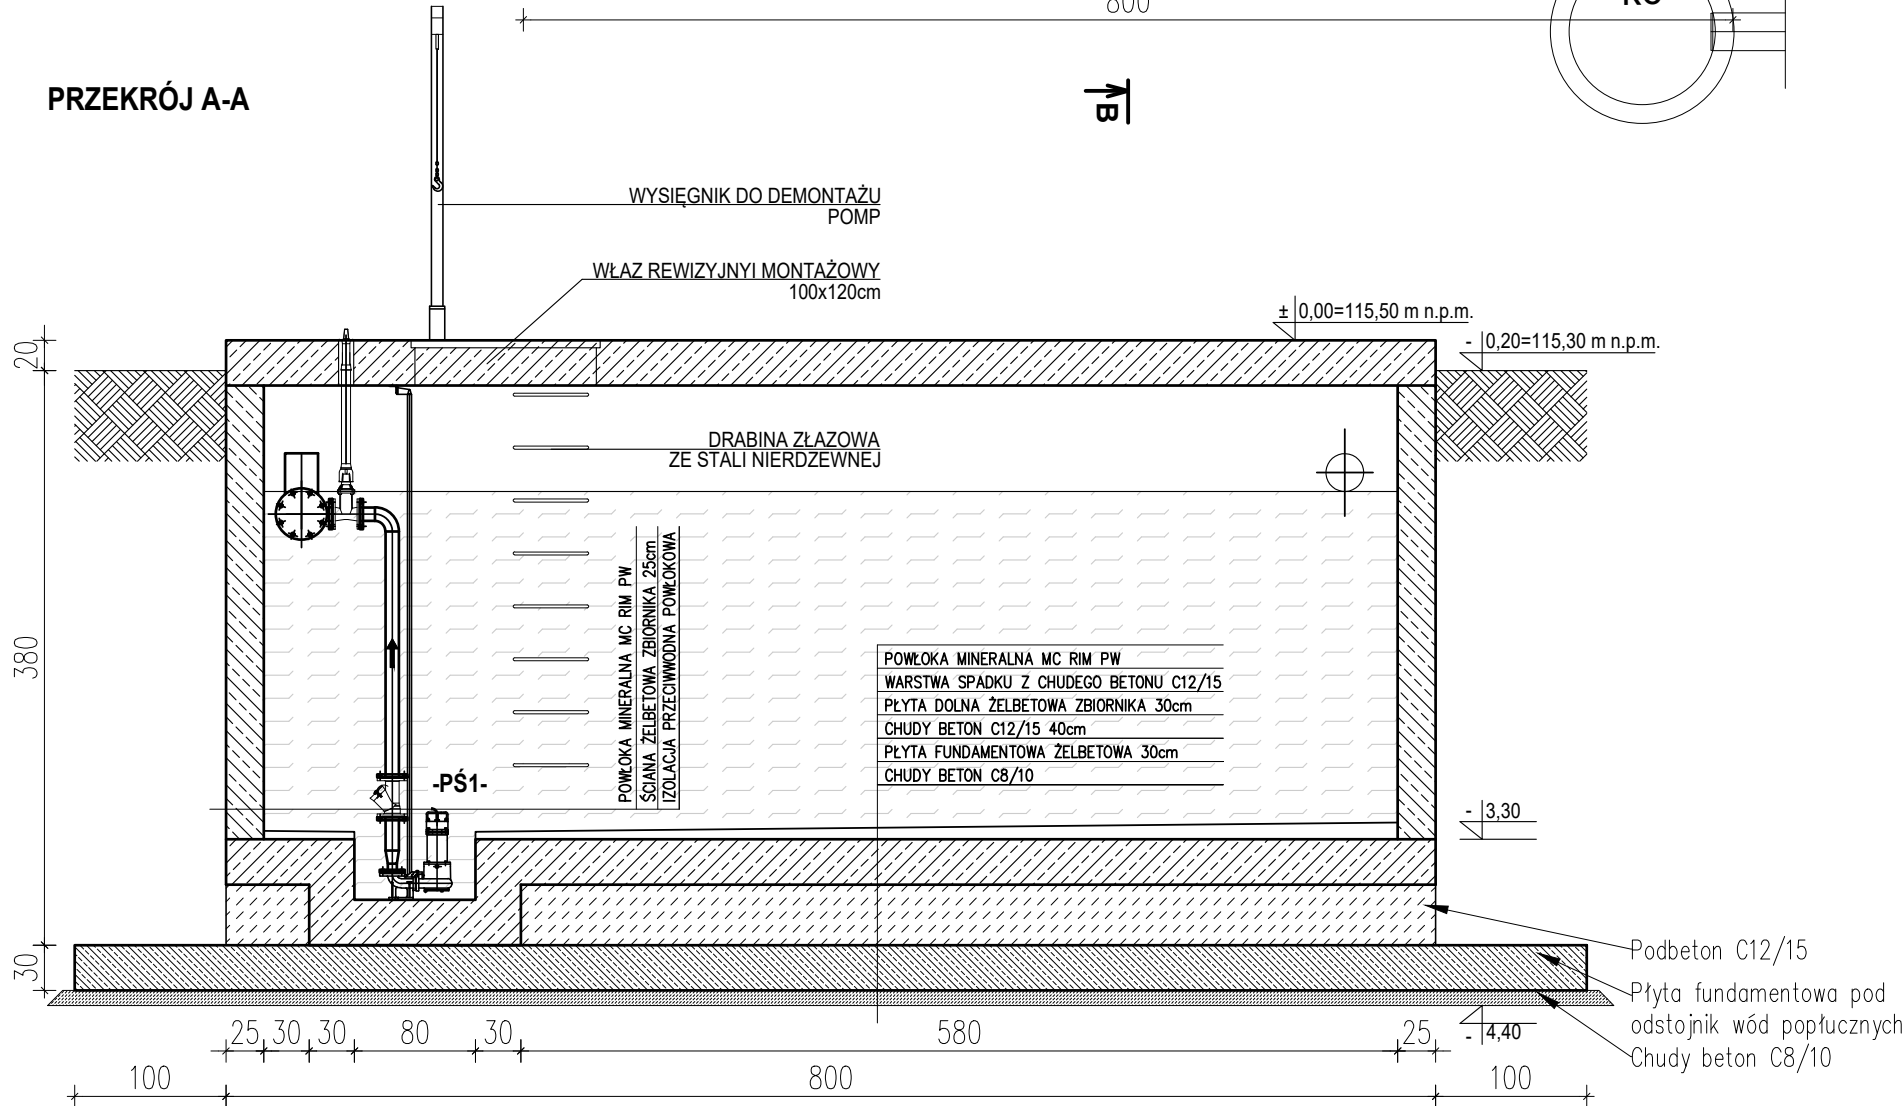 800
PRZEKRÓJ A-A
B
WYSIĘGNIK DO DEMONTAŻU
POMP
WŁAZ REWIZYJNYI MONTAŻOWY
100x120cm
± 0,00=115,50 m n.p.m.
- 0,20=115,30 m n.p.m.
20
DRABINA ZŁAZOWA
ZE STALI NIERDZEWNEJ
380
POWŁOKA MINERALNA MC RIM PW
ŚCIANA ŻELBETOWA ZBIORNIKA 25cm
IZOLACJA PRZECIWWODNA POWŁOKOWA
POWŁOKA MINERALNA MC RIM PW
WARSTWA SPADKU Z CHUDEGO BETONU C12/15
PŁYTA DOLNA ŻELBETOWA ZBIORNIKA 30cm
CHUDY BETON C12/15 40cm
PŁYTA FUNDAMENTOWA ŻELBETOWA 30cm
CHUDY BETON C8/10
-PŚ1-
- 3,30
30
Podbeton C12/15
Płyta fundamentowa pod
odstojnik wód popłucznych
Chudy beton C8/10
- 4,40
25 30 30 80 30 580 25
100 800 100